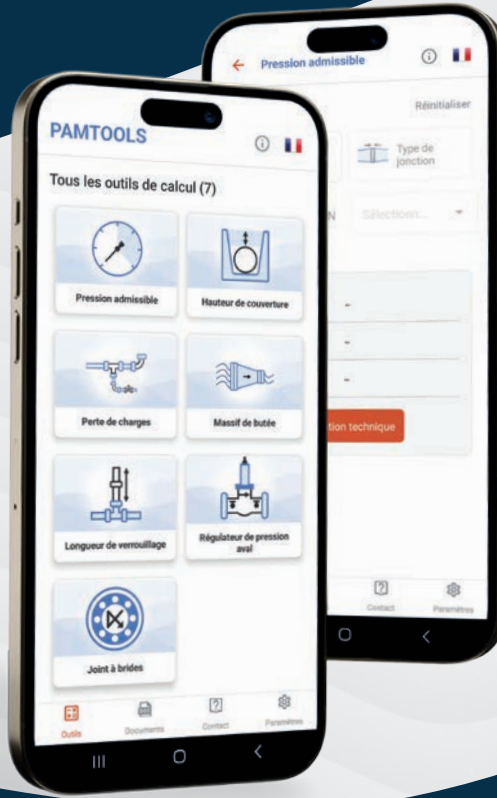 PAMTOOLS
Tous les outils de calcul (7)
Pression admissible
Hauteur de couverture
Perte de charges
Massif de butée
Longueur de verrouillage
Régulateur de pression
aval
Joint à brides
Outils
Documents
Contact
Paramètres
Pression admissible
Réinitialiser
Type de
jonction
N
Sélectionn...
-
-
-
tion technique
Contact
Paramètres